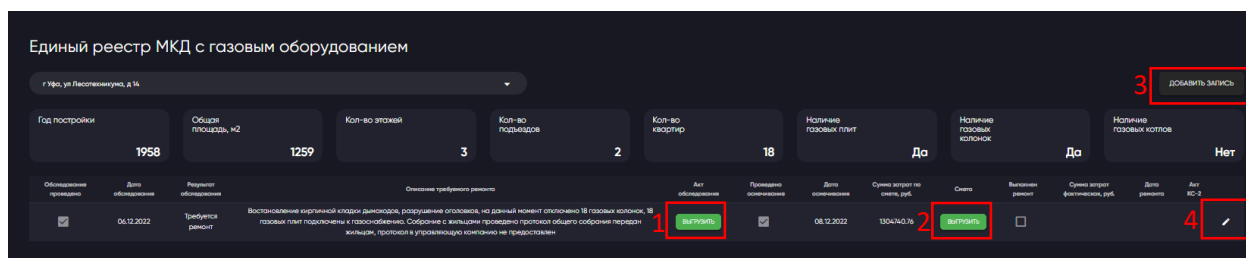 Единый реестр МКД с газовым оборудованием
г Уфа, ул Лесотехникума, д 14
3 ДОБАВИТЬ ЗАПИСЬ
Год постройки
1958
Общая
площадь, м2
1259
Кол-во этажей
3
Кол-во
подъездов
2
Кол-во
квартир
18
Наличие
газовых плит
Да
Наличие
газовых
колонок
Да
Наличие
газовых котлов
Нет
Обследование
проведено
Дата
обследования
Результат
обследования
Описание требуемого ремонта
Акт
обследования
Проведено
осмечивание
Дата
осмечивания
Сумма затрат по
смете, руб.
Смета
Выполнен
ремонт
Сумма затрат
фактическая, руб.
Дата
ремонта
Акт
КС-2
06.12.2022
Требуется
ремонт
Востановление кирпичной кладки дымоходов, разрушение оголовков, на данный момент отключено 18 газовых колонок, 18
газовых плит подключены к газоснабжению. Собрание с жильцами проведено протокол общего собрания передан
жильцам, протокол в управляющую компанию не предоставлен
1 ВЫГРУЗИТЬ
08.12.2022
1304740.76
2 ВЫГРУЗИТЬ
4